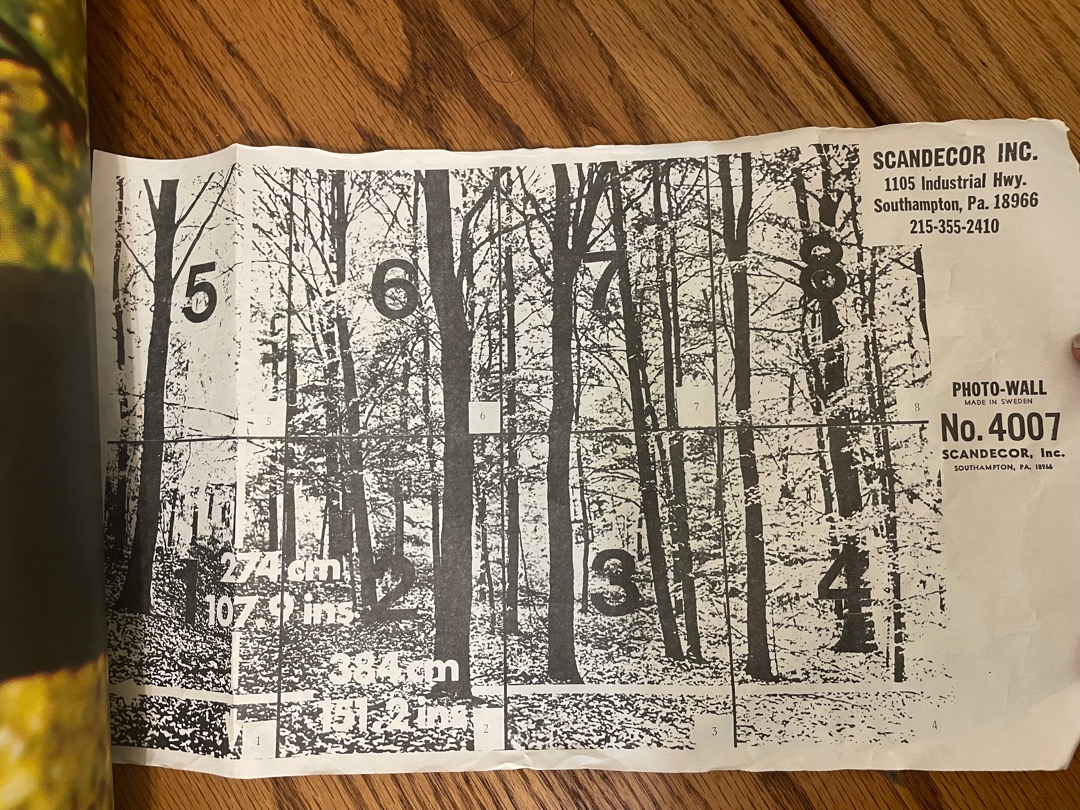 SCANDECOR INC.
1105 Industrial Hwy.
Southampton, Pa. 18966
215-355-2410
5 6 7 8
5 6 7 8
PHOTO-WALL
MADE IN SWEDEN
No. 4007
SCANDECOR, Inc.
SOUTHAMPTON, PA. 18966
1 2 3 4
274 cm
107.9 ins
384 cm
151.2 ins
1 2 3 4